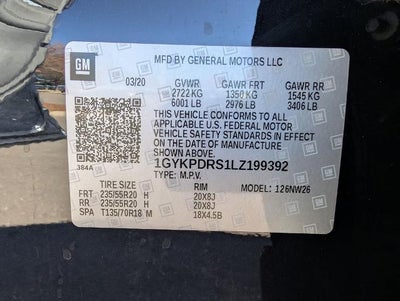 GM MFD BY GENERAL MOTORS LLC
03/20 GVWR GAWR FRT GAWR RR
2722 KG 1350 KG 1545 KG
6001 LB 2976 LB 3406 LB
THIS VEHICLE CONFORMS TO ALL
APPLICABLE U.S. FEDERAL MOTOR
VEHICLE SAFETY STANDARDS IN EFFECT
ON THE DATE OF MANUFACTURE
SHOWN ABOVE.
384A 1GYKPDRS1LZ199392
TYPE: M.P.V. MODEL: 126NW26
TIRE SIZE RIM
FRT 235/55R20 H 20X8J
RR 235/55R20 H 20X8J
SPA T135/70R18 M 18X4.5B